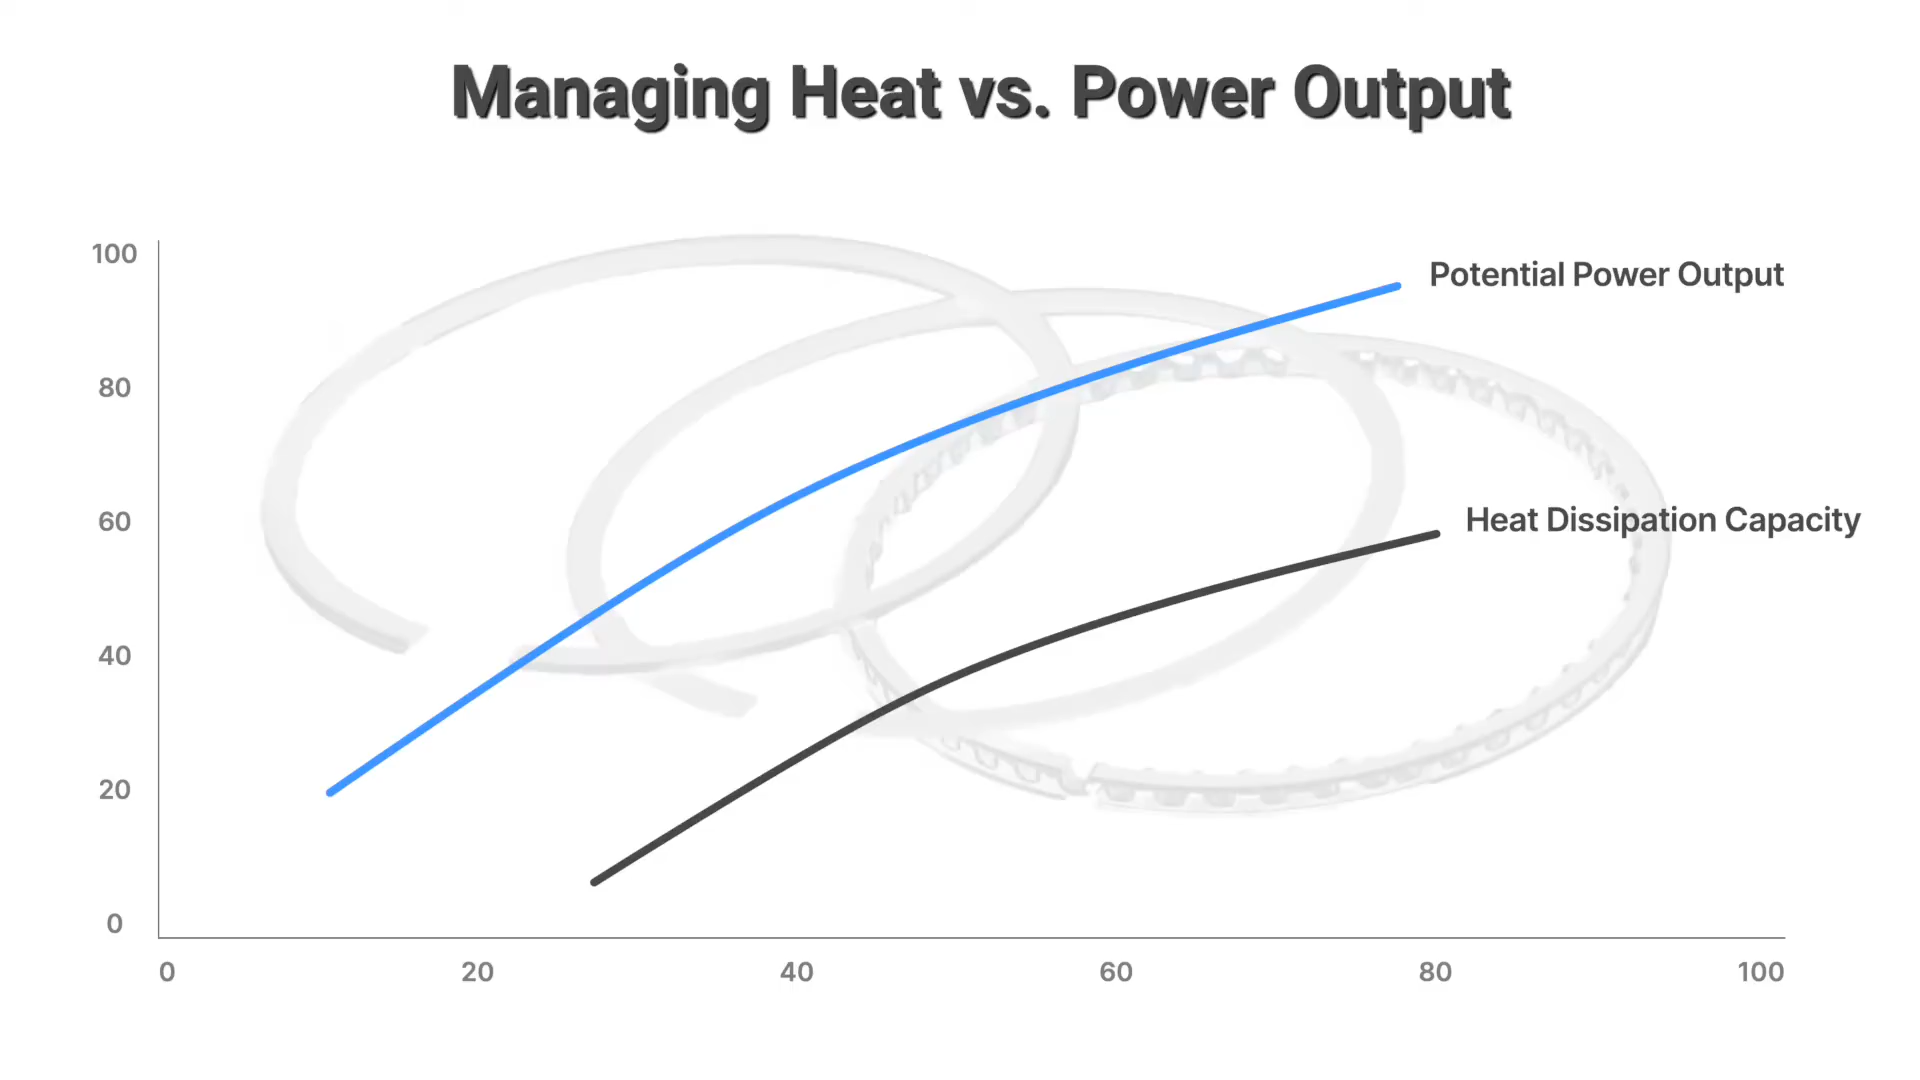 Managing Heat vs. Power Output
100
Potential Power Output
80
60
Heat Dissipation Capacity
40
20
0
0 20 40 60 80 100